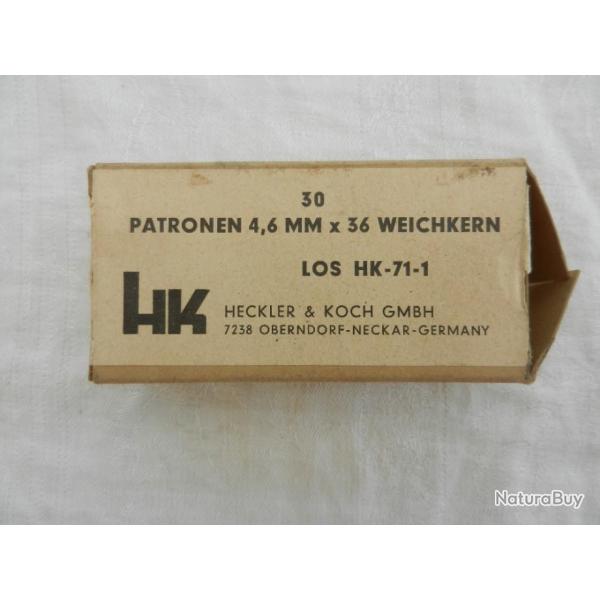 30
PATRONEN 4,6 MM x 36 WEICHKERN
LOS HK-71-1
HK
HECKLER & KOCH GMBH
7238 OBERNDORF-NECKAR-GERMANY
NaturaBuy